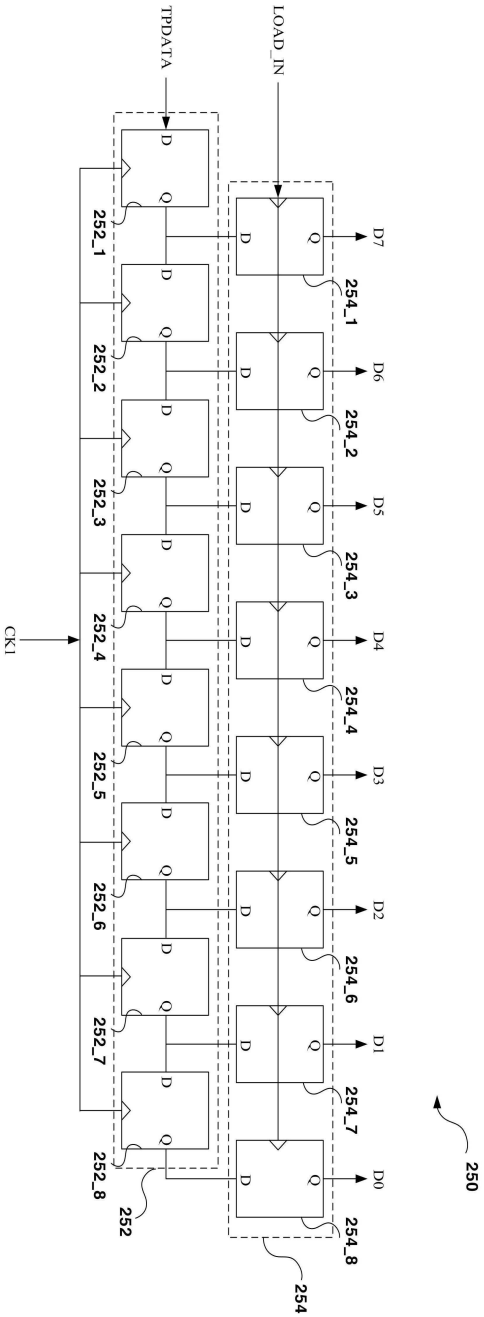 250
D7 D6 D5 D4 D3 D2 D1 D0
Q Q Q Q Q Q Q Q
254_1 254_2 254_3 254_4 254_5 254_6 254_7 254_8
LOAD_IN
D D D D D D D D
254
TPDATA
D D D D D D D D
Q Q Q Q Q Q Q Q
252_1 252_2 252_3 252_4 252_5 252_6 252_7 252_8
252
CK1